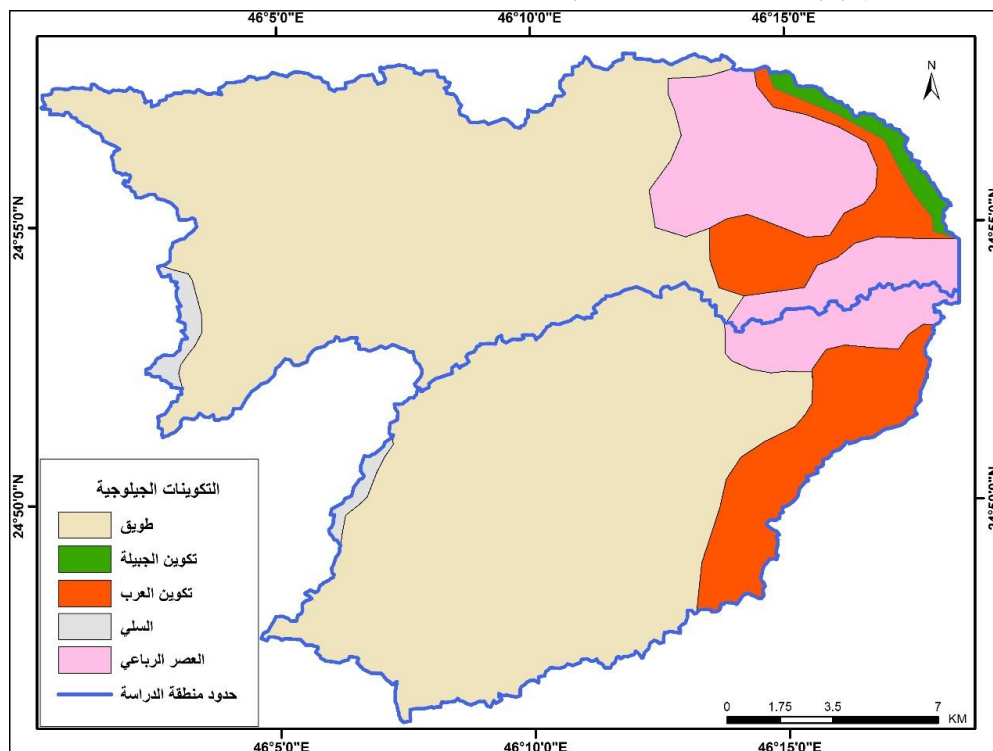 46°5'0"E 46°10'0"E 46°15'0"E
N
24°55'0"N 24°55'0"N
24°50'0"N 24°50'0"N
التكوينات الجيلوجية
طويق
تكوين الجبيلة
تكوين العرب
السلي
العصر الرباعي
حدود منطقة الدراسة
0 1.75 3.5 7
KM
46°5'0"E 46°10'0"E 46°15'0"E